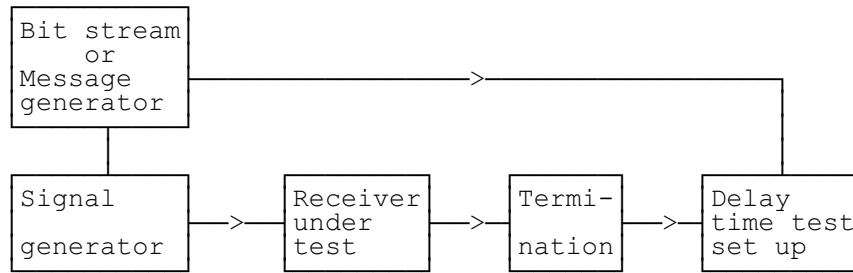 Bit stream
or
Message
generator
Signal
generator
Receiver
under
test
Termi-
nation
Delay
time test
set up